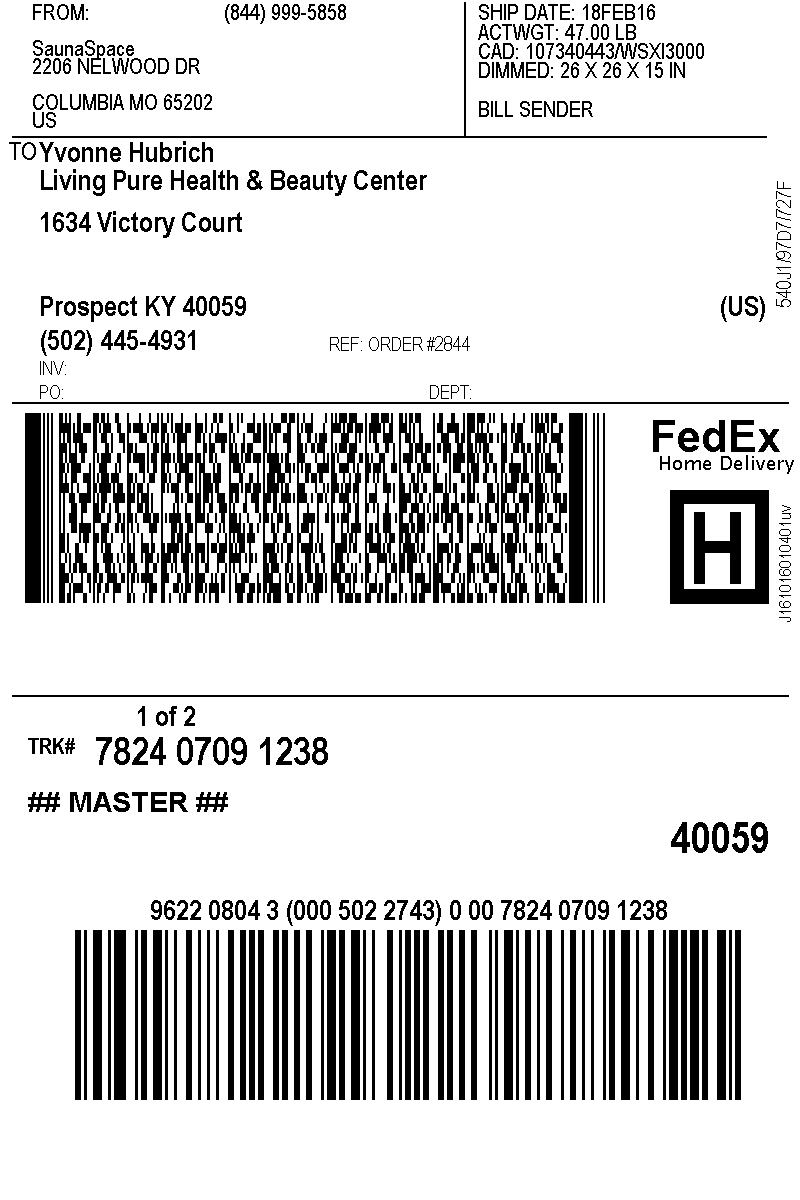 FROM: (844) 999-5858
SaunaSpace
2206 NELWOOD DR
COLUMBIA MO 65202
US
SHIP DATE: 18FEB16
ACTWGT: 47.00 LB
CAD: 107340443/WSXI3000
DIMMED: 26 X 26 X 15 IN
BILL SENDER
TO Yvonne Hubrich
Living Pure Health & Beauty Center
1634 Victory Court
Prospect KY 40059 (US)
(502) 445-4931 REF: ORDER #2844
INV:
PO: DEPT:
540J1/97D7/727F
FedEx
Home Delivery
H
J161016010401uv
1 of 2
TRK# 7824 0709 1238
## MASTER ##
40059
9622 0804 3 (000 502 2743) 0 00 7824 0709 1238